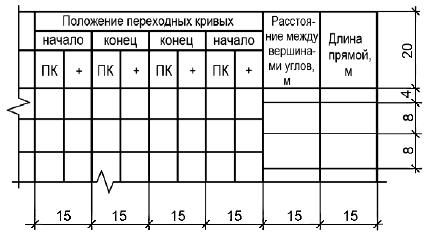 Положение переходных кривых
начало конец конец начало
ПК + ПК + ПК + ПК +
Расстоя-
ние между
вершина-
ми углов,
м
Длина
прямой,
м
20
4
8
8
15 15 15 15 15 15